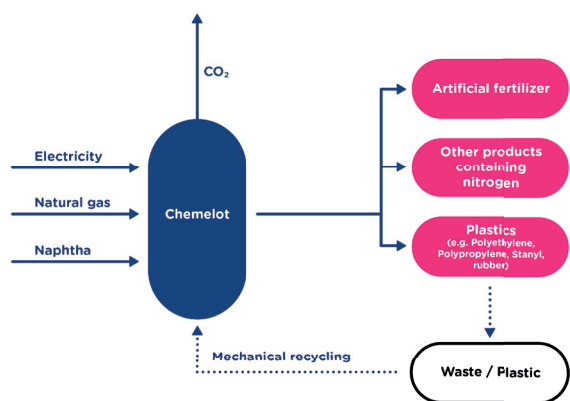 CO₂
Electricity
Natural gas
Naphtha
Chemelot
Artificial fertilizer
Other products
containing
nitrogen
Plastics
(e.g. Polyethylene,
Polypropylene, Stanyl,
rubber)
Mechanical recycling
Waste / Plastic